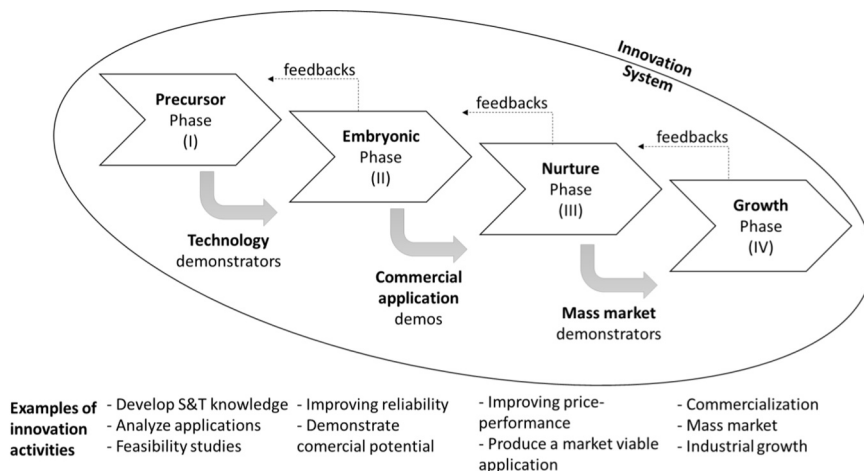 Innovation
System
feedbacks
feedbacks
feedbacks
Precursor
Phase
(I)
Embryonic
Phase
(II)
Nurture
Phase
(III)
Growth
Phase
(IV)
Technology
demonstrators
Commercial
application
demos
Mass market
demonstrators
Examples of
innovation
activities
- Develop S&T knowledge
- Analyze applications
- Feasibility studies
- Improving reliability
- Demonstrate
comercial potential
- Improving price-
performance
- Produce a market viable
application
- Commercialization
- Mass market
- Industrial growth